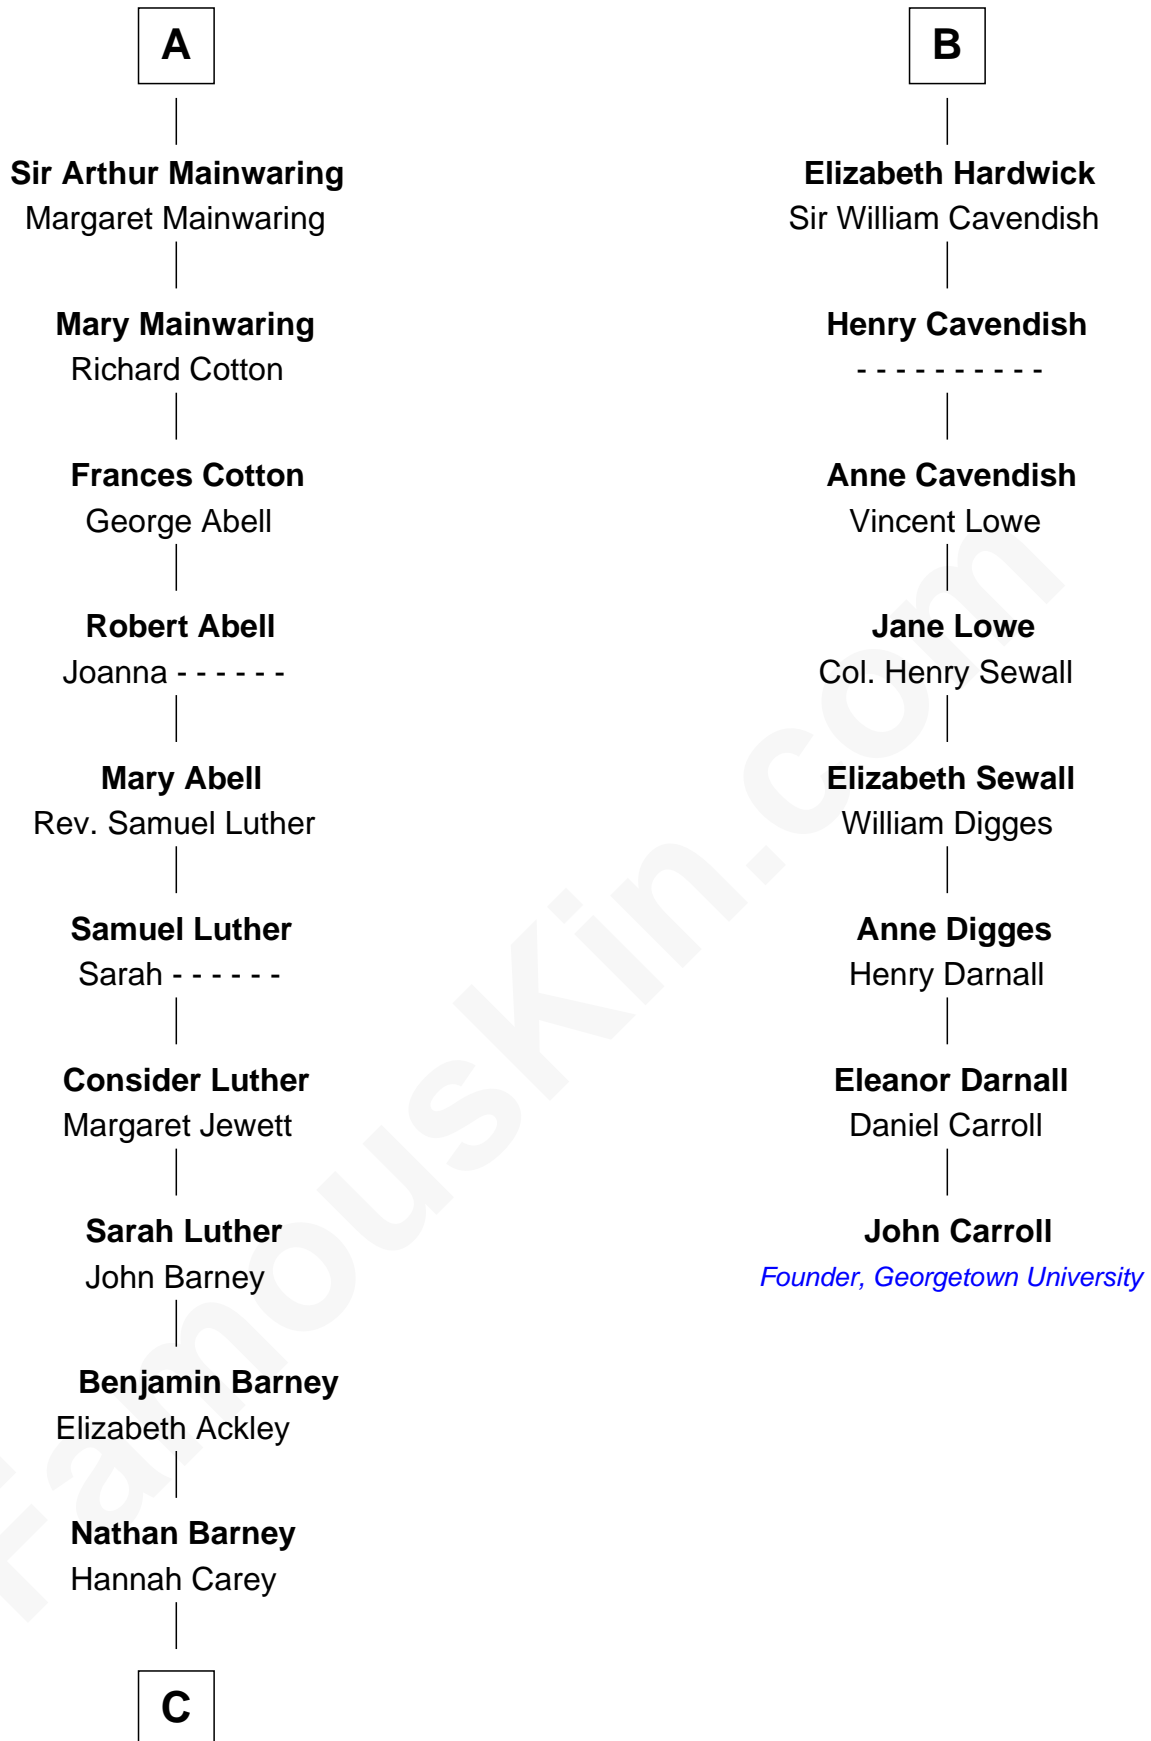 A
Sir Arthur Mainwaring
Margaret Mainwaring
Mary Mainwaring
Richard Cotton
Frances Cotton
George Abell
Robert Abell
Joanna - - - - - -
Mary Abell
Rev. Samuel Luther
Samuel Luther
Sarah - - - - - -
Consider Luther
Margaret Jewett
Sarah Luther
John Barney
Benjamin Barney
Elizabeth Ackley
Nathan Barney
Hannah Carey
C
B
Elizabeth Hardwick
Sir William Cavendish
Henry Cavendish
- - - - - - - - - -
Anne Cavendish
Vincent Lowe
Jane Lowe
Col. Henry Sewall
Elizabeth Sewall
William Digges
Anne Digges
Henry Darnall
Eleanor Darnall
Daniel Carroll
John Carroll
Founder, Georgetown University
FamousKin.com